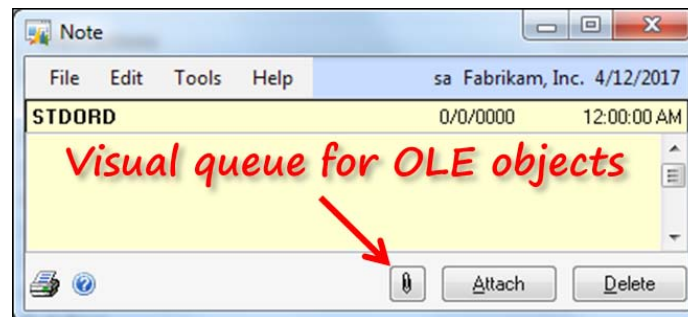 Note
File Edit Tools Help sa Fabrikam, Inc. 4/12/2017
STDORD 0/0/0000 12:00:00 AM
Visual queue for OLE objects
Attach Delete